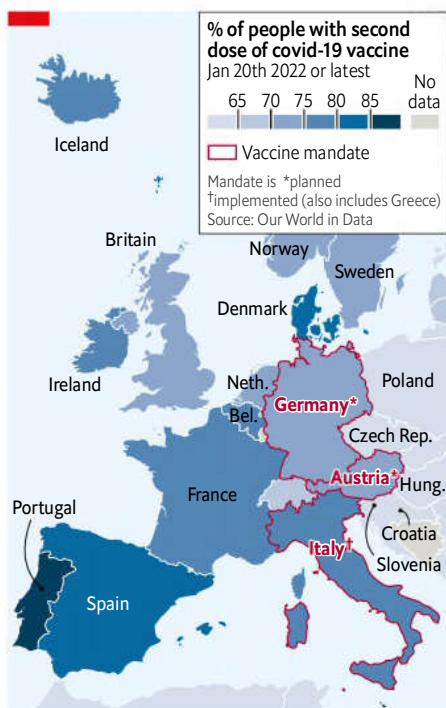 % of people with second
dose of covid-19 vaccine
Jan 20th 2022 or latest
65 70 75 80 85
No
data
Vaccine mandate
Mandate is *planned
†implemented (also includes Greece)
Source: Our World in Data
Iceland
Britain
Norway
Sweden
Denmark
Ireland
Neth.
Bel.
Germany*
Poland
Czech Rep.
Austria*
Hung.
France
Portugal
Croatia
Slovenia
Italy†
Spain